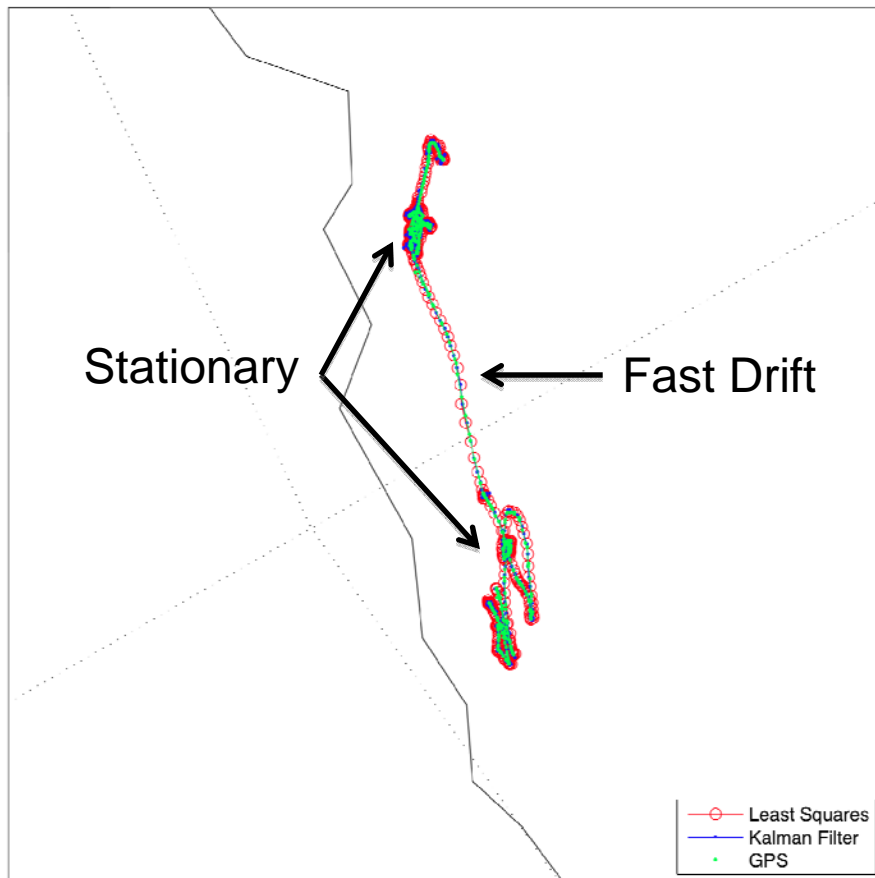 Stationary
Fast Drift
Least Squares
Kalman Filter
GPS